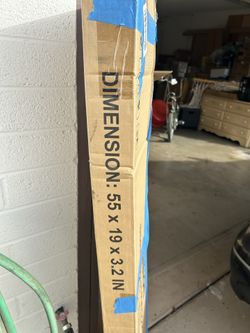 DIMENSION: 55 x 19 x 3.2 IN